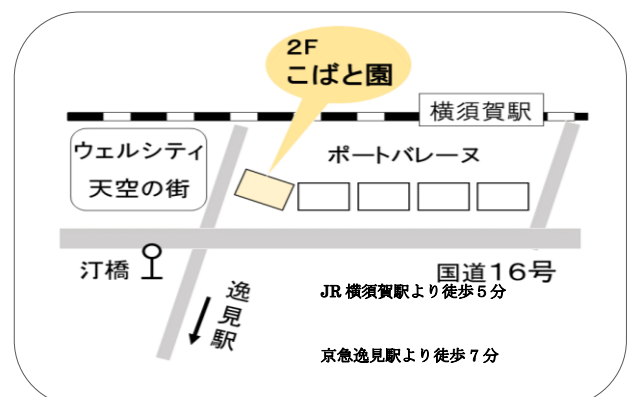 2F
こばと園
横須賀駅
ウェルシティ
天空の街
ポートバレーヌ
汀橋
国道16号
逸見駅
JR 横須賀駅より徒歩５分
京急逸見駅より徒歩７分